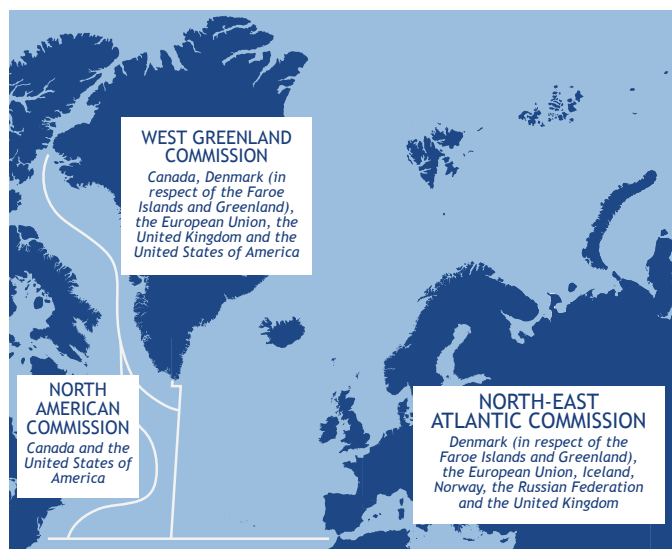 WEST GREENLAND
COMMISSION
Canada, Denmark (in
respect of the Faroe
Islands and Greenland),
the European Union, the
United Kingdom and the
United States of America
NORTH
AMERICAN
COMMISSION
Canada and the
United States of
America
NORTH-EAST
ATLANTIC COMMISSION
Denmark (in respect of the
Faroe Islands and Greenland),
the European Union, Iceland,
Norway, the Russian Federation
and the United Kingdom